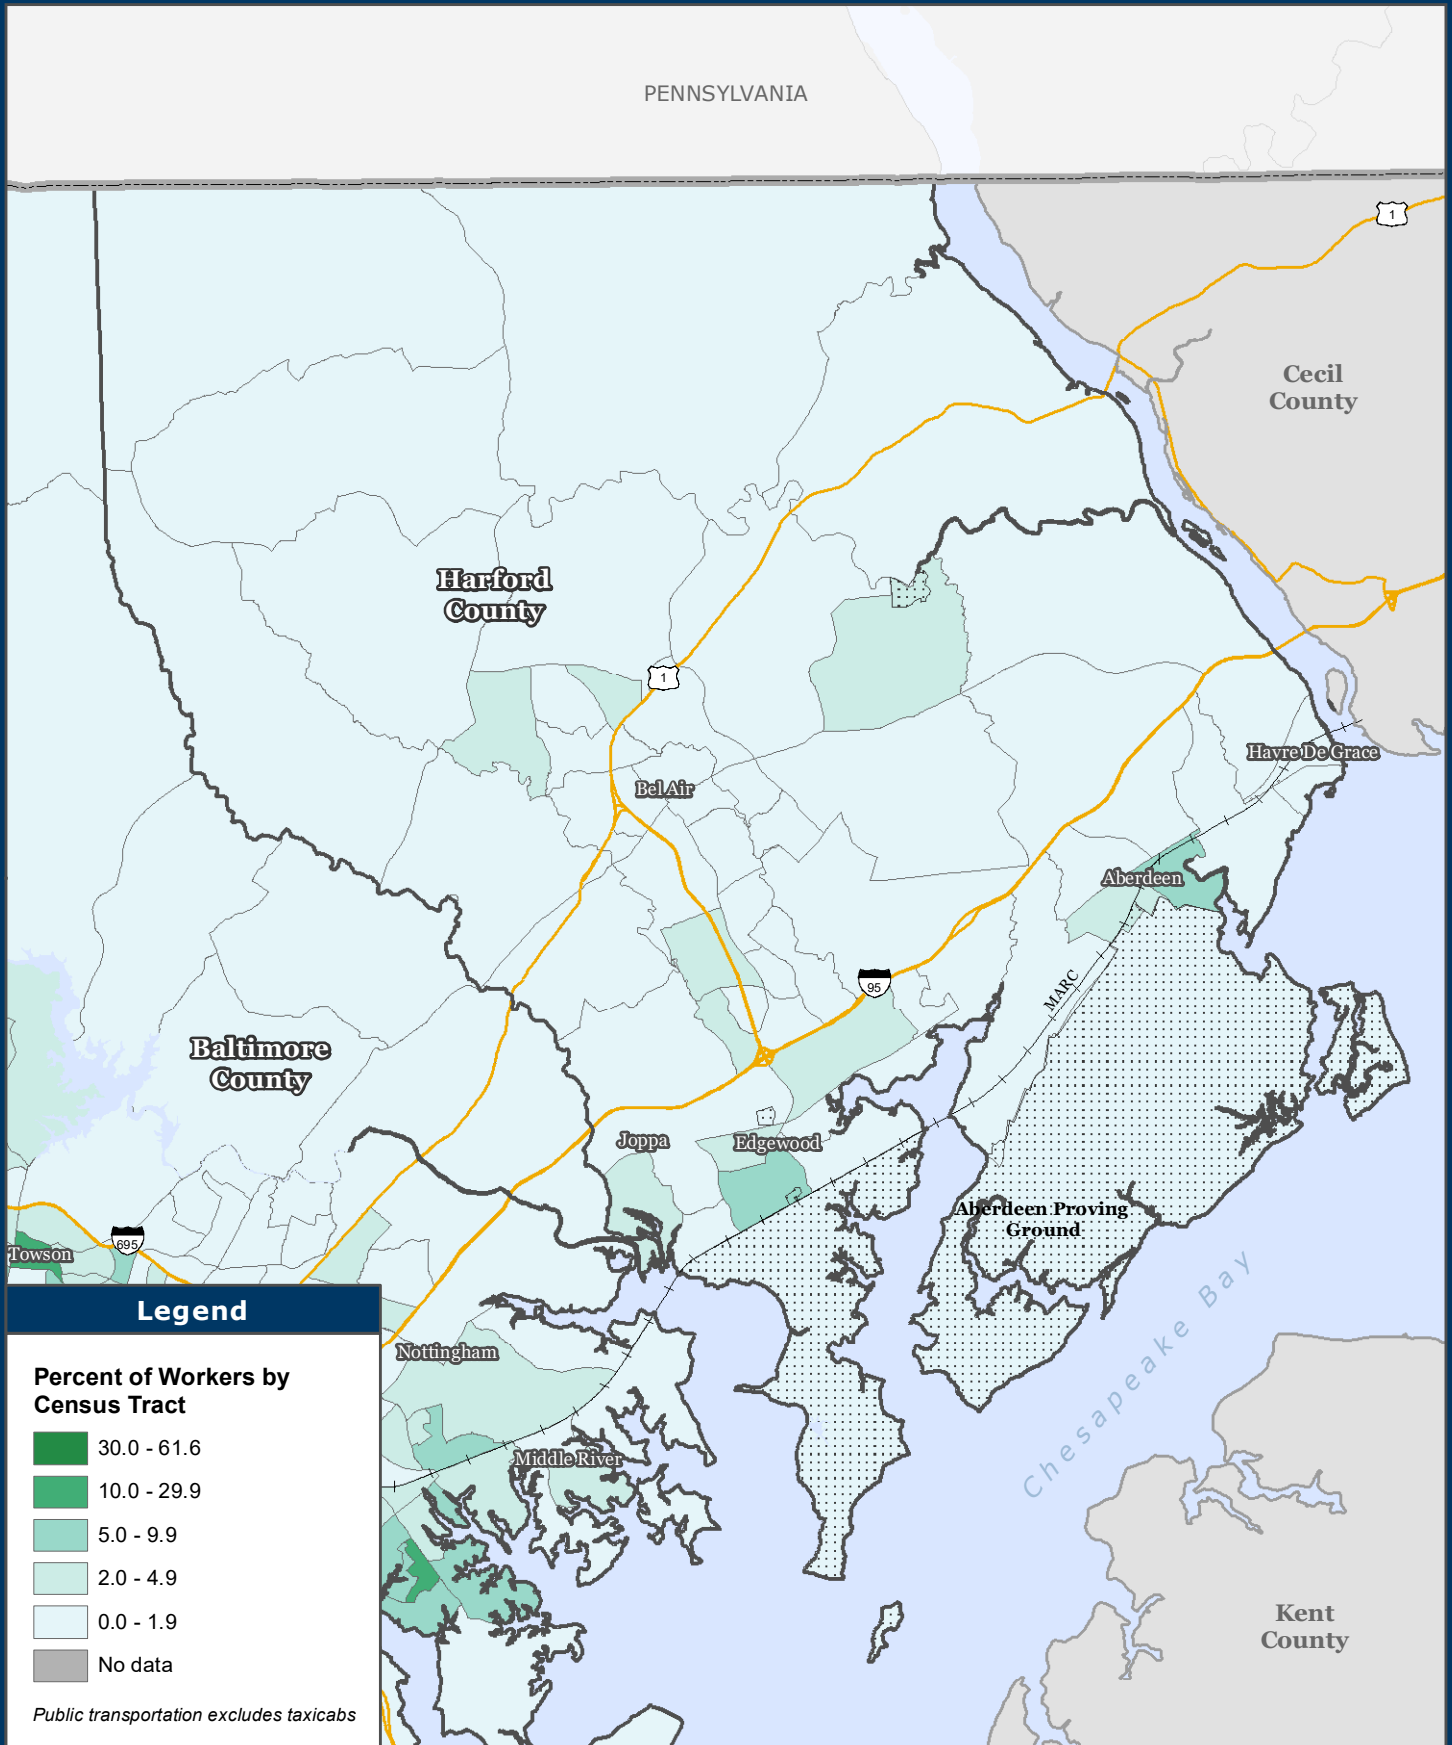 PENNSYLVANIA
1
Cecil
County
Harford
County
1
Havre De Grace
Bel Air
Aberdeen
95
MARC
Baltimore
County
Joppa
Edgewood
Aberdeen Proving
Ground
695
Towson
Chesapeake Bay
Nottingham
Middle River
Kent
County
Legend
Percent of Workers by
Census Tract
30.0 - 61.6
10.0 - 29.9
5.0 - 9.9
2.0 - 4.9
0.0 - 1.9
No data
Public transportation excludes taxicabs